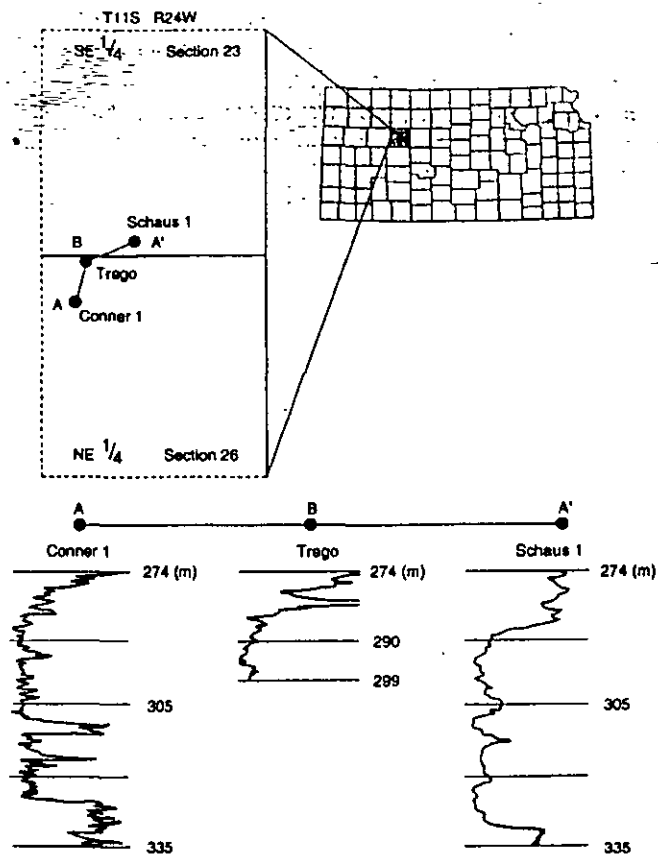 T11S R24W
SE 1/4 Section 23
Schaus 1
B A'
Trego
A
Conner 1
NE 1/4 Section 26
A B A'
Conner 1 Trego Schaus 1
274 (m) 274 (m) 274 (m)
290
299
305 305
335 335